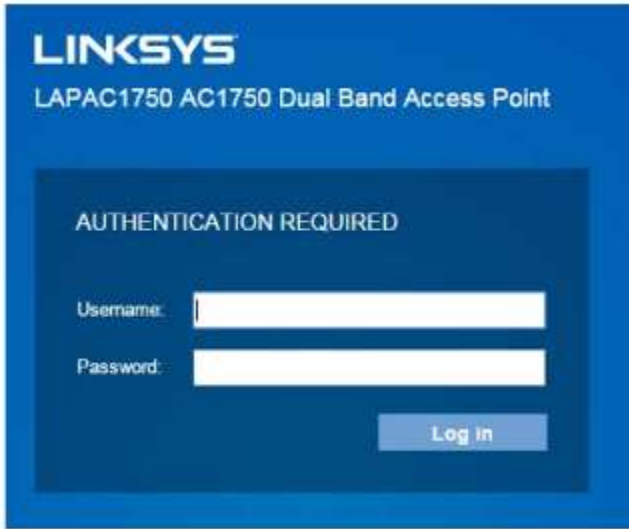 LINKSYS
LAPAC1750 AC1750 Dual Band Access Point
AUTHENTICATION REQUIRED
Username:
Password:
Log in